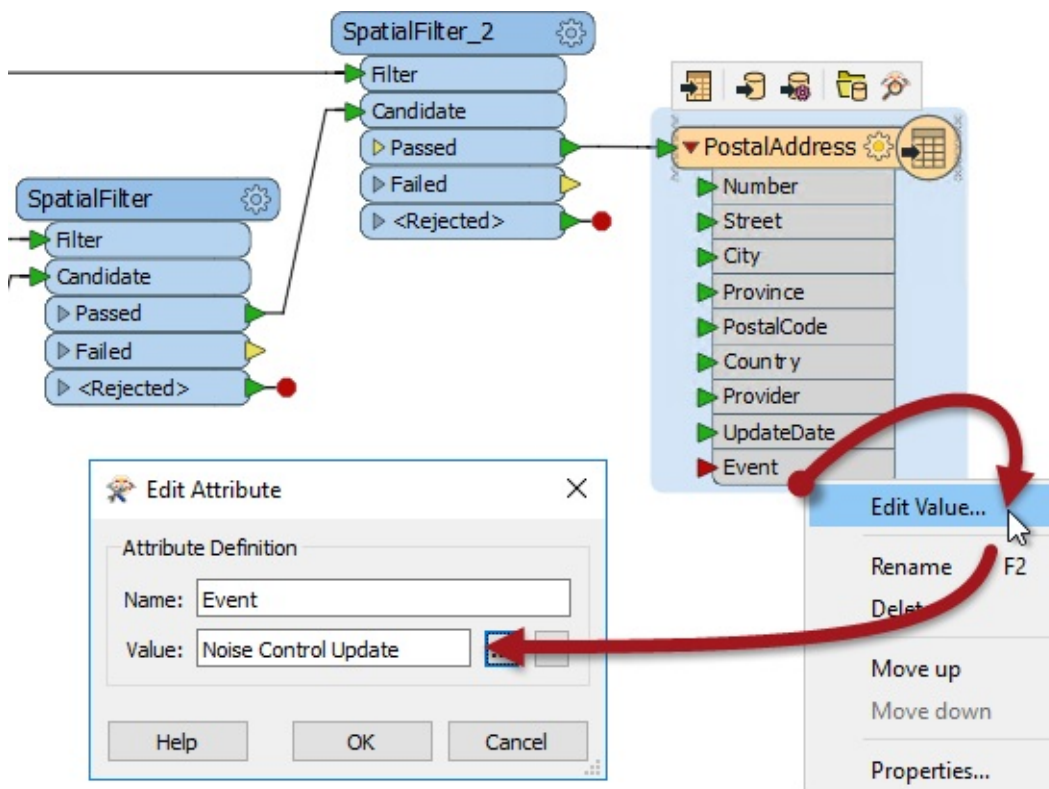 SpatialFilter_2
Filter
Candidate
Passed
Failed
<Rejected>
SpatialFilter
Filter
Candidate
Passed
Failed
<Rejected>
PostalAddress
Number
Street
City
Province
PostalCode
Country
Provider
UpdateDate
Event
Edit Value...
Rename F2
Move up
Move down
Properties...
Edit Attribute
Attribute Definition
Name: Event
Value: Noise Control Update
Help OK Cancel